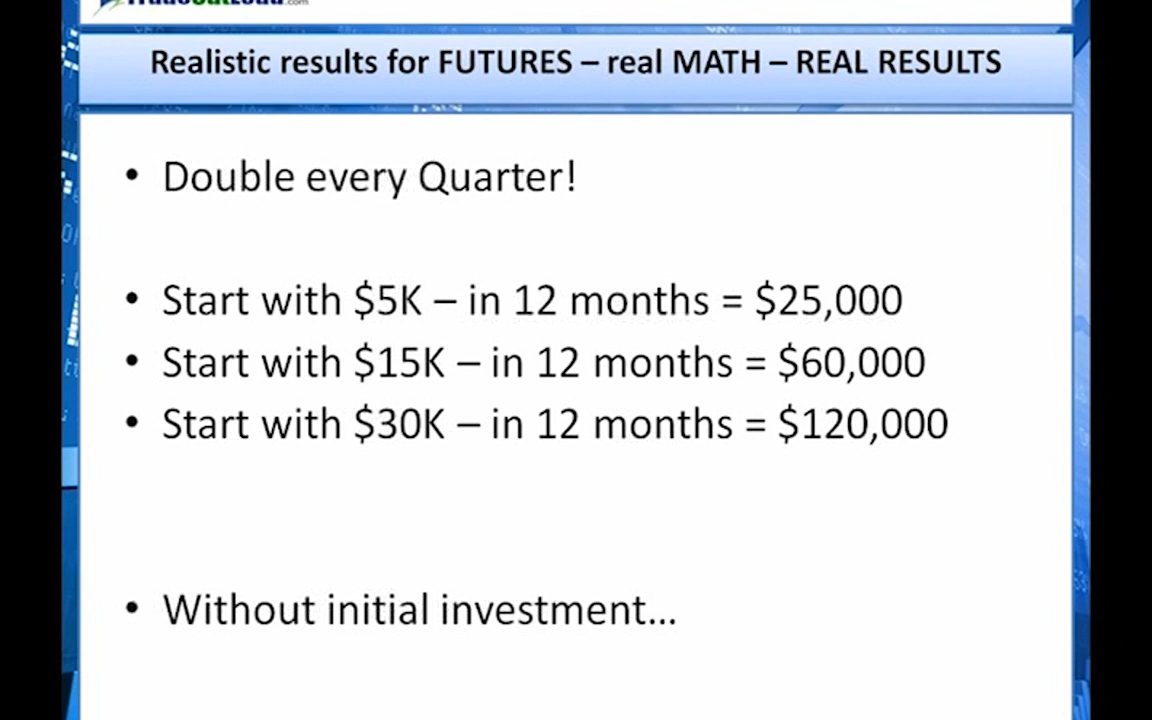 Realistic results for FUTURES – real MATH – REAL RESULTS
• Double every Quarter!
• Start with $5K – in 12 months = $25,000
• Start with $15K – in 12 months = $60,000
• Start with $30K – in 12 months = $120,000
• Without initial investment...